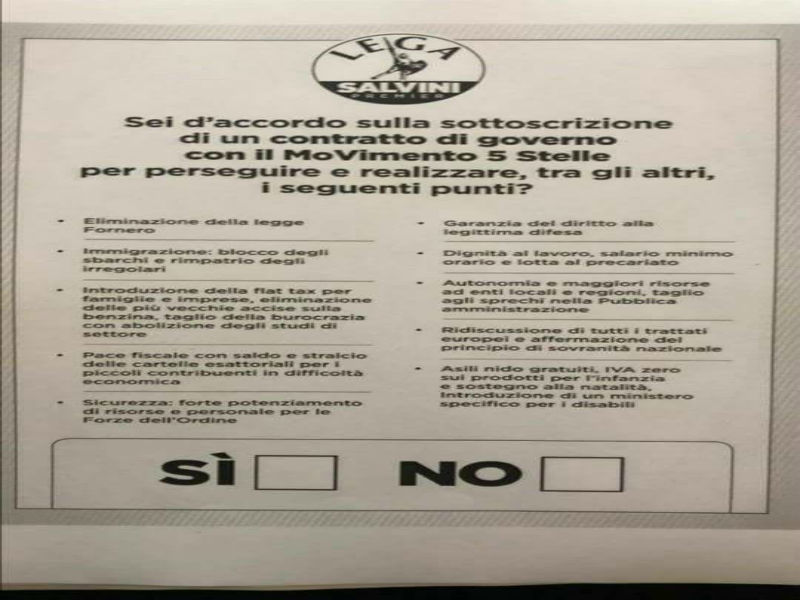 LEGA
SALVINI
PREMIER
Sei d'accordo sulla sottoscrizione
di un contratto di governo
con il MoVimento 5 Stelle
per perseguire e realizzare, tra gli altri,
i seguenti punti?
• Eliminazione della legge
Fornero
• Immigrazione: blocco degli
sbarchi e rimpatrio degli
irregolari
• Introduzione della flat tax per
famiglie e imprese, eliminazione
delle più vecchie accise sulla
benzina, taglio della burocrazia
con abolizione degli studi di
settore
• Pace fiscale con saldo e stralcio
delle cartelle esattoriali per i
piccoli contribuenti in difficoltà
economica
• Sicurezza: forte potenziamento
di risorse e personale per le
Forze dell'Ordine
• Garanzia del diritto alla
legittima difesa
• Dignità al lavoro, salario minimo
orario e lotta al precariato
• Autonomia e maggiori risorse
ad enti locali e regioni, taglio
agli sprechi nella Pubblica
amministrazione
• Ridiscussione di tutti i trattati
europei e affermazione del
principio di sovranità nazionale
• Asili nido gratuiti, IVA zero
sui prodotti per l'infanzia
e sostegno alla natalità,
Introduzione di un ministero
specifico per i disabili
SÌ NO